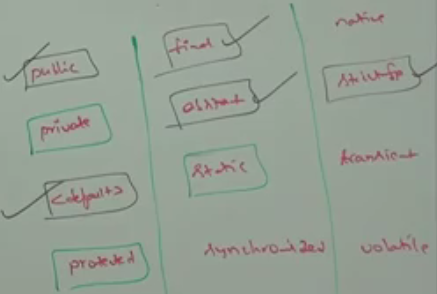 public
private
<default>
protected
final
abstract
static
synchronized
native
strictfp
transient
volatile